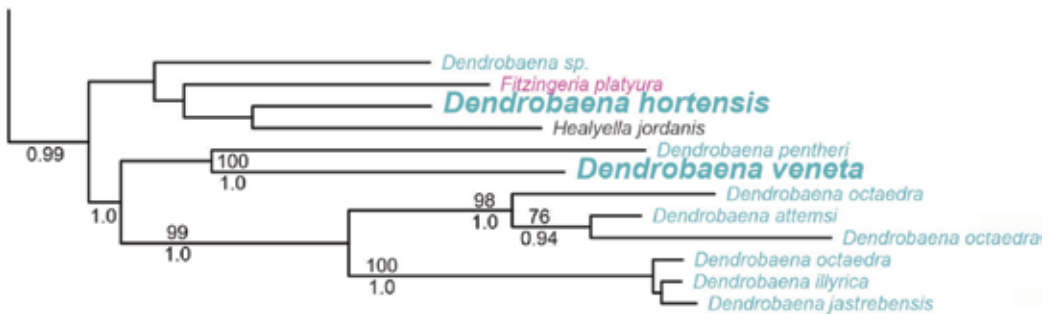 Dendrobaena sp.
Fitzingeria platyura
Dendrobaena hortensis
Healyella jordanis
0.99
Dendrobaena pentheri
100
Dendrobaena veneta
1.0
Dendrobaena octaedra
98
1.0
1.0
76
Dendrobaena attemsi
99
0.94
Dendrobaena octaedra
1.0
Dendrobaena octaedra
100
Dendrobaena illyrica
1.0
Dendrobaena jastrebensis